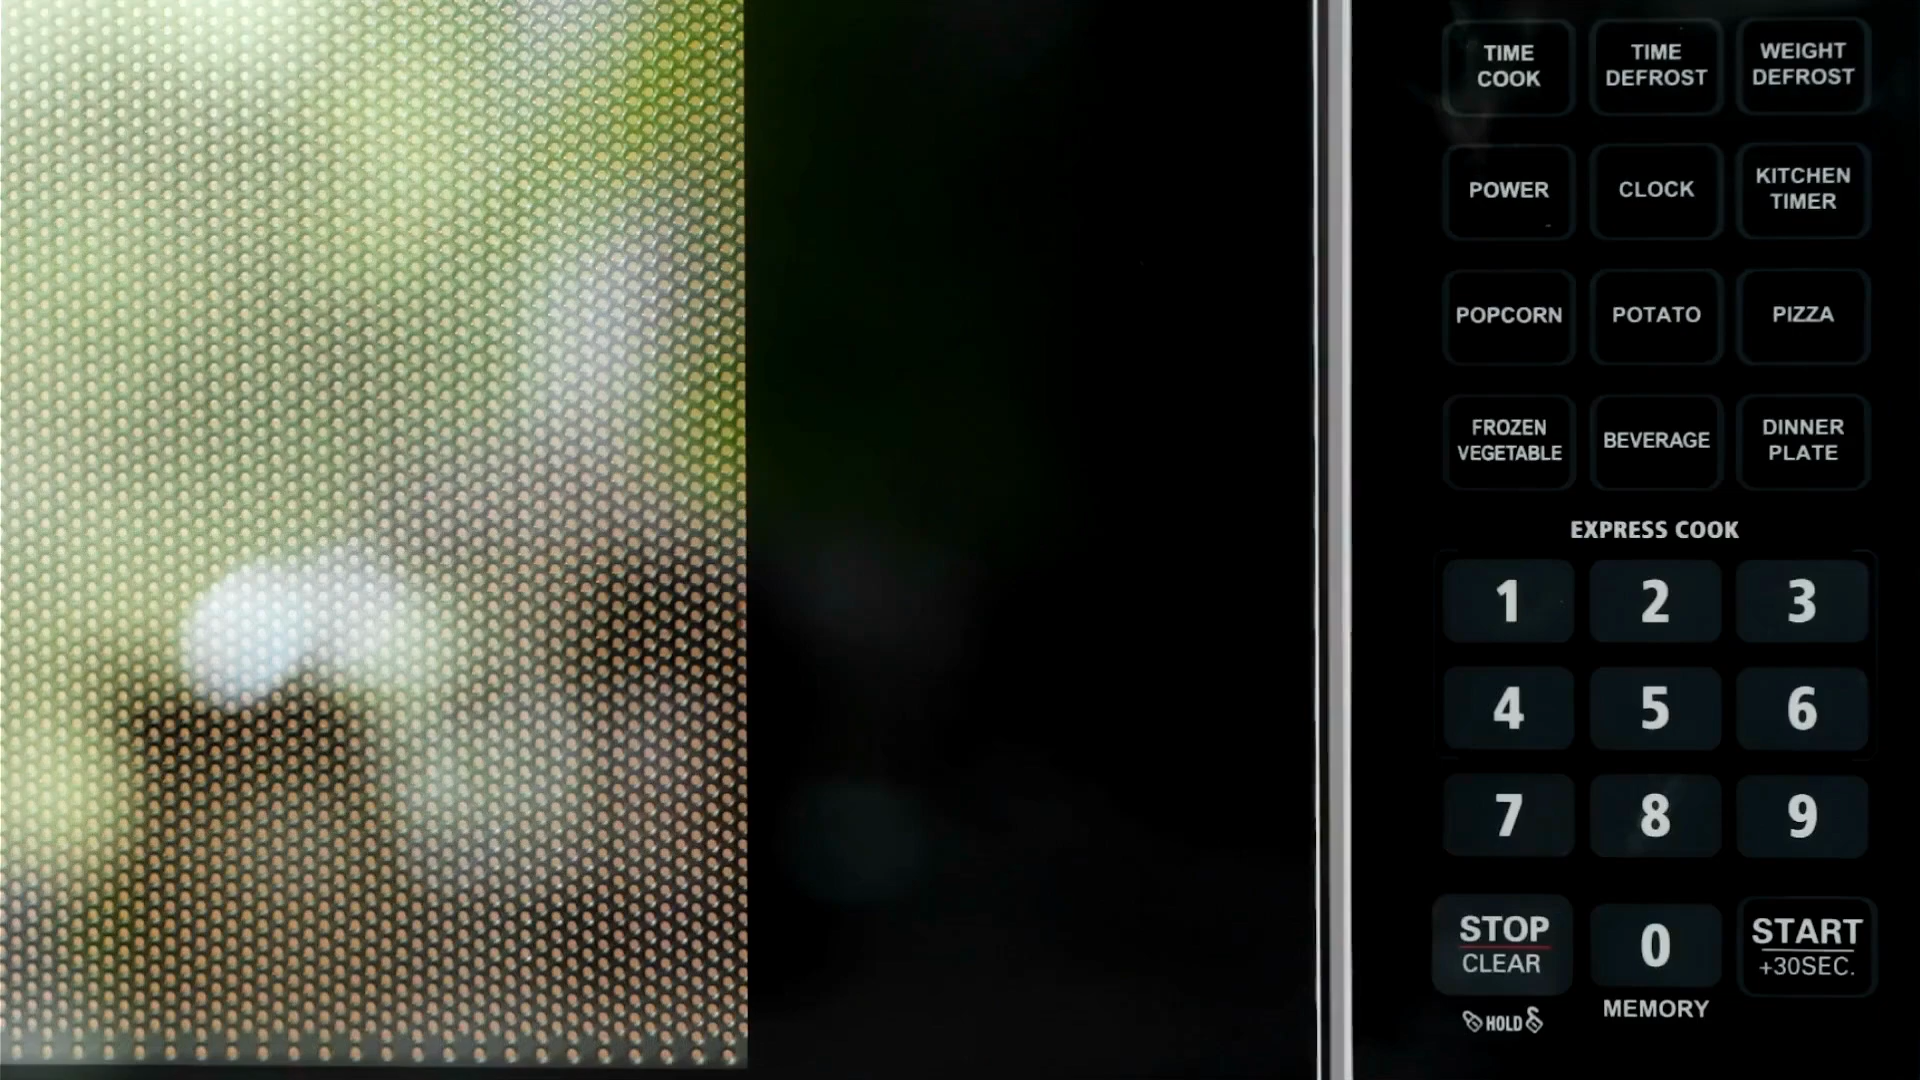 TIME
COOK
TIME
DEFROST
WEIGHT
DEFROST
POWER
CLOCK
KITCHEN
TIMER
POPCORN
POTATO
PIZZA
FROZEN
VEGETABLE
BEVERAGE
DINNER
PLATE
EXPRESS COOK
1
2
3
4
5
6
7
8
9
STOP
CLEAR
0
START
+30SEC.
HOLD
MEMORY